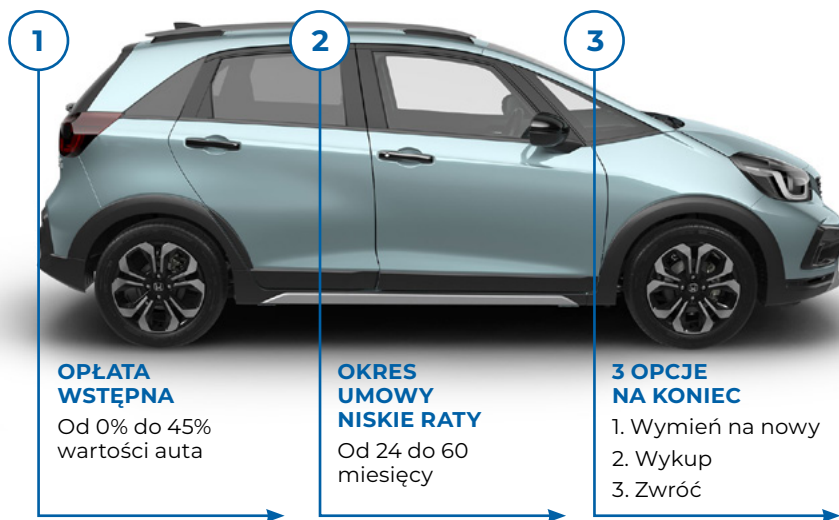 1
2
3
OPŁATA
WSTĘPNA
Od 0% do 45%
wartości auta
OKRES
UMOWY
NISKIE RATY
Od 24 do 60
miesięcy
3 OPCJE
NA KONIEC
1. Wymień na nowy
2. Wykup
3. Zwróć